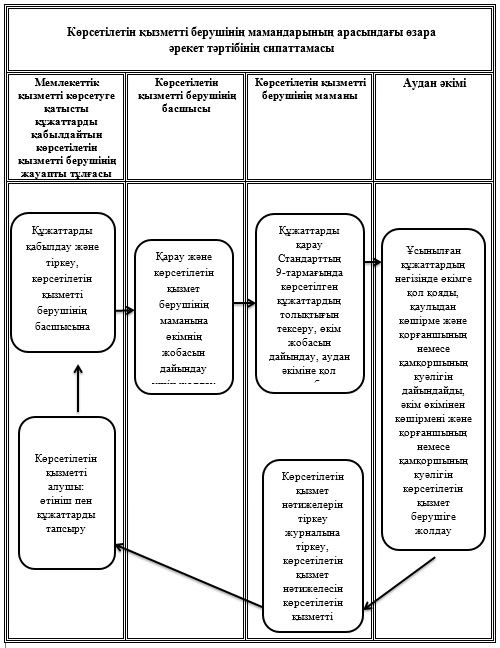 Көрсетілетін қызметті берушінің мамандарының арасындағы өзара
әрекет тәртібінің сипаттамасы
Мемлекеттік
қызметті көрсетуге
қатысты
құжаттарды
қабылдайтын
көрсетілетін
қызметті берушінің
жауапты тұлғасы
Көрсетілетін
қызметті берушінің
басшысы
Көрсетілетін қызметті
берушінің маманы
Аудан әкімі
Құжаттарды
қабылдау және
тіркеу,
көрсетілетін
қызметті
берушінің
басшысына
Қарау және
көрсетілетін
қызмет
берушінің
маманына
өкімнің
жобасын
дайындау
Құжаттарды
қарау
Стандарттың
9-тармағында
көрсетілген
құжаттардың
толықтығын
тексеру, өкім
жобасын
дайындау, аудан
әкіміне қол
Ұсынылған
құжаттардың
негізінде өкімге
қол қояды,
қаулыдан
көшірме және
қорғаншының
немесе
қамқоршының
куәлігін
дайындайды,
әкім өкімінен
көшірмені және
қорғаншының
немесе
қамқоршының
куәлігін
көрсетілетін
қызмет
берушіге
жолдау
Көрсетілетін
қызметті
алушы:
өтініш пен
құжаттарды
тапсыру
Көрсетілетін
қызмет
нәтижелерін
тіркеу
журналына
тіркеу,
көрсетілетін
қызмет
нәтижелесін
көрсетілетін
қызметті